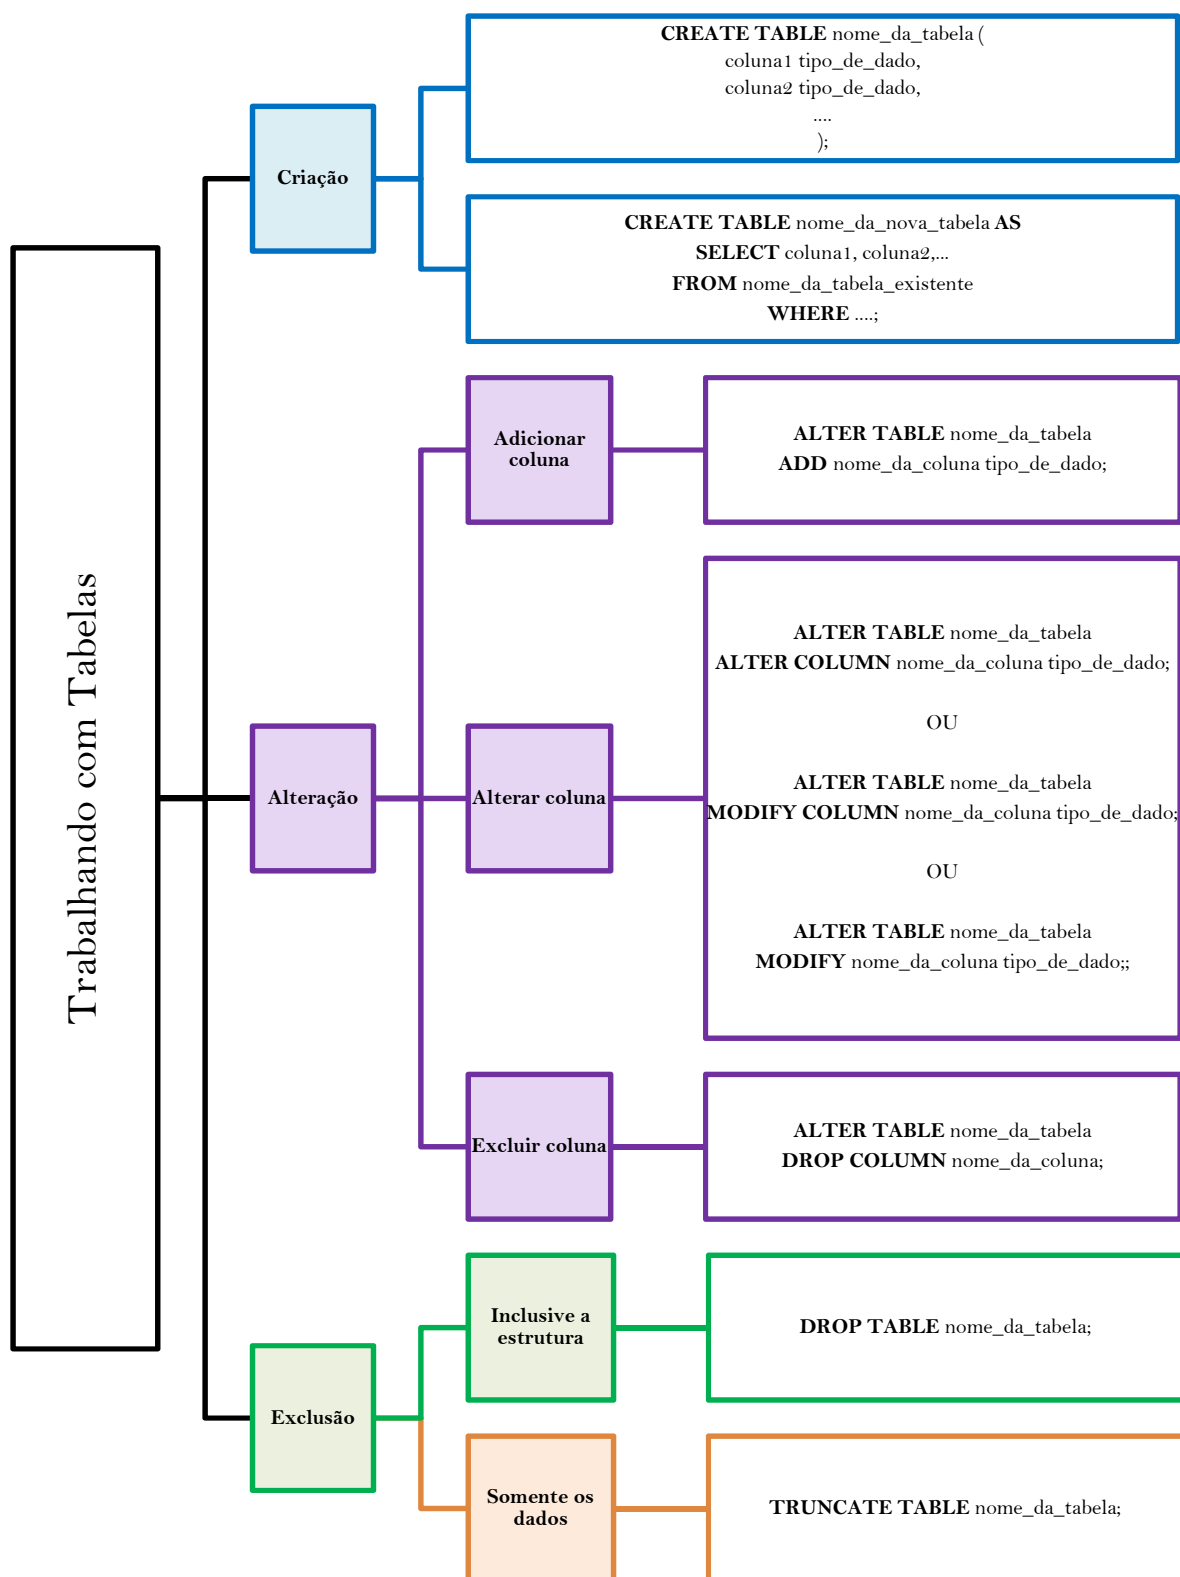 Trabalhando com Tabelas
Criação
CREATE TABLE nome_da_tabela (
coluna1 tipo_de_dado,
coluna2 tipo_de_dado,
....
);
CREATE TABLE nome_da_nova_tabela AS
SELECT coluna1, coluna2,...
FROM nome_da_tabela_existente
WHERE ....;
Alteração
Adicionar
coluna
ALTER TABLE nome_da_tabela
ADD nome_da_coluna tipo_de_dado;
Alterar coluna
ALTER TABLE nome_da_tabela
ALTER COLUMN nome_da_coluna tipo_de_dado;
OU
ALTER TABLE nome_da_tabela
MODIFY COLUMN nome_da_coluna tipo_de_dado;
OU
ALTER TABLE nome_da_tabela
MODIFY nome_da_coluna tipo_de_dado;;
Excluir coluna
ALTER TABLE nome_da_tabela
DROP COLUMN nome_da_coluna;
Exclusão
Inclusive a
estrutura
DROP TABLE nome_da_tabela;
Somente os
dados
TRUNCATE TABLE nome_da_tabela;